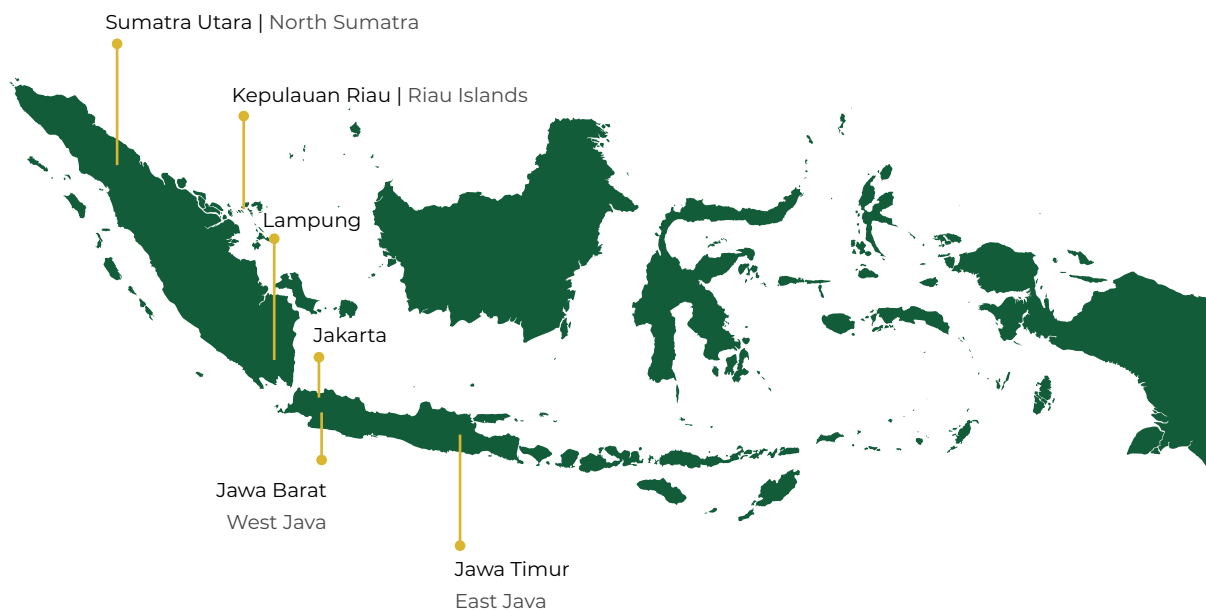 Sumatra Utara | North Sumatra
Kepulauan Riau | Riau Islands
Lampung
Jakarta
Jawa Barat
West Java
Jawa Timur
East Java